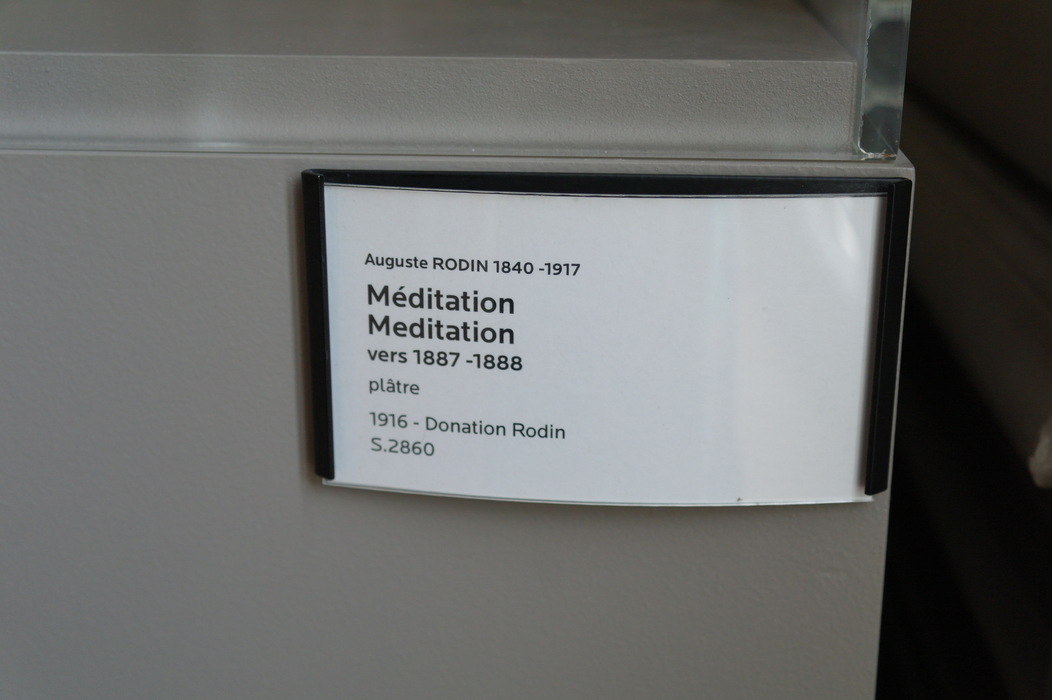 Auguste RODIN 1840 -1917
Méditation
Meditation
vers 1887 -1888
plâtre
1916 - Donation Rodin
S.2860